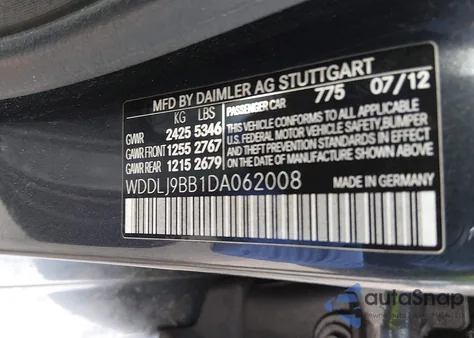 MFD BY DAIMLER AG STUTTGART
KG LBS PASSENGER CAR 775 07/12
GVWR 2425 5346 THIS VEHICLE CONFORMS TO ALL APPLICABLE
GAWR FRONT 1255 2767 U.S. FEDERAL MOTOR VEHICLE SAFETY, BUMPER
GAWR REAR 1215 2679 AND THEFT PREVENTION STANDARDS IN EFFECT
ON THE DATE OF MANUFACTURE SHOWN ABOVE.
WDDLJ9BB1DA062008 MADE IN GERMANY
autoSnap